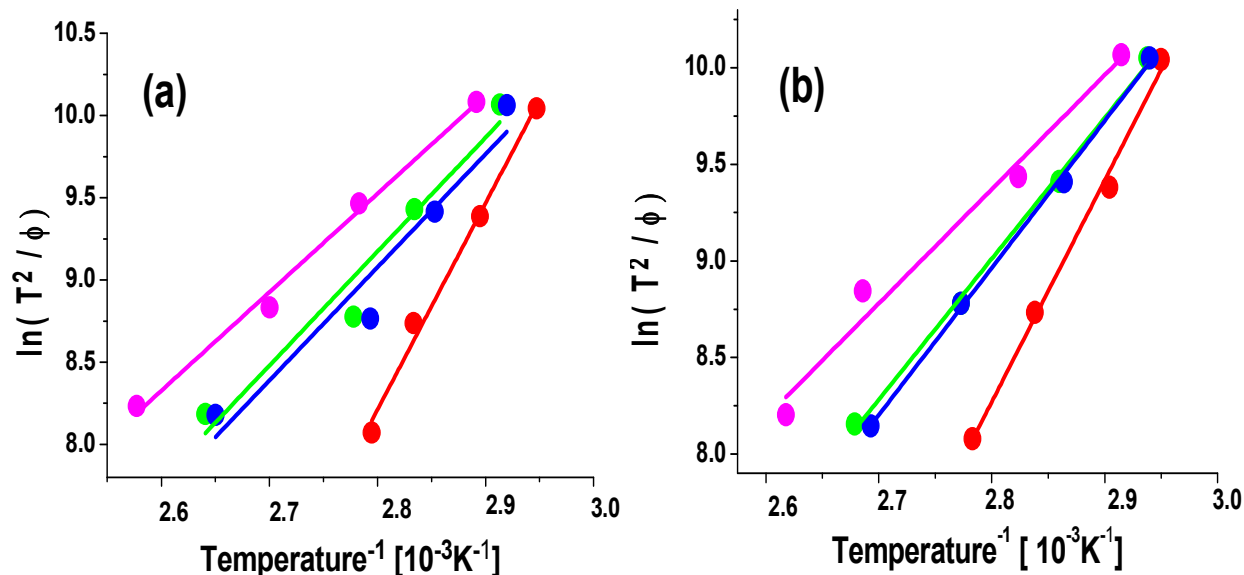 (a)
ln ( T² / ϕ )
10.5
10.0
9.5
9.0
8.5
8.0
2.6 2.7 2.8 2.9 3.0
Temperature⁻¹ [10⁻³K⁻¹]
(b)
ln ( T² / ϕ )
10.0
9.5
9.0
8.5
8.0
2.6 2.7 2.8 2.9 3.0
Temperature⁻¹ [ 10⁻³K⁻¹]